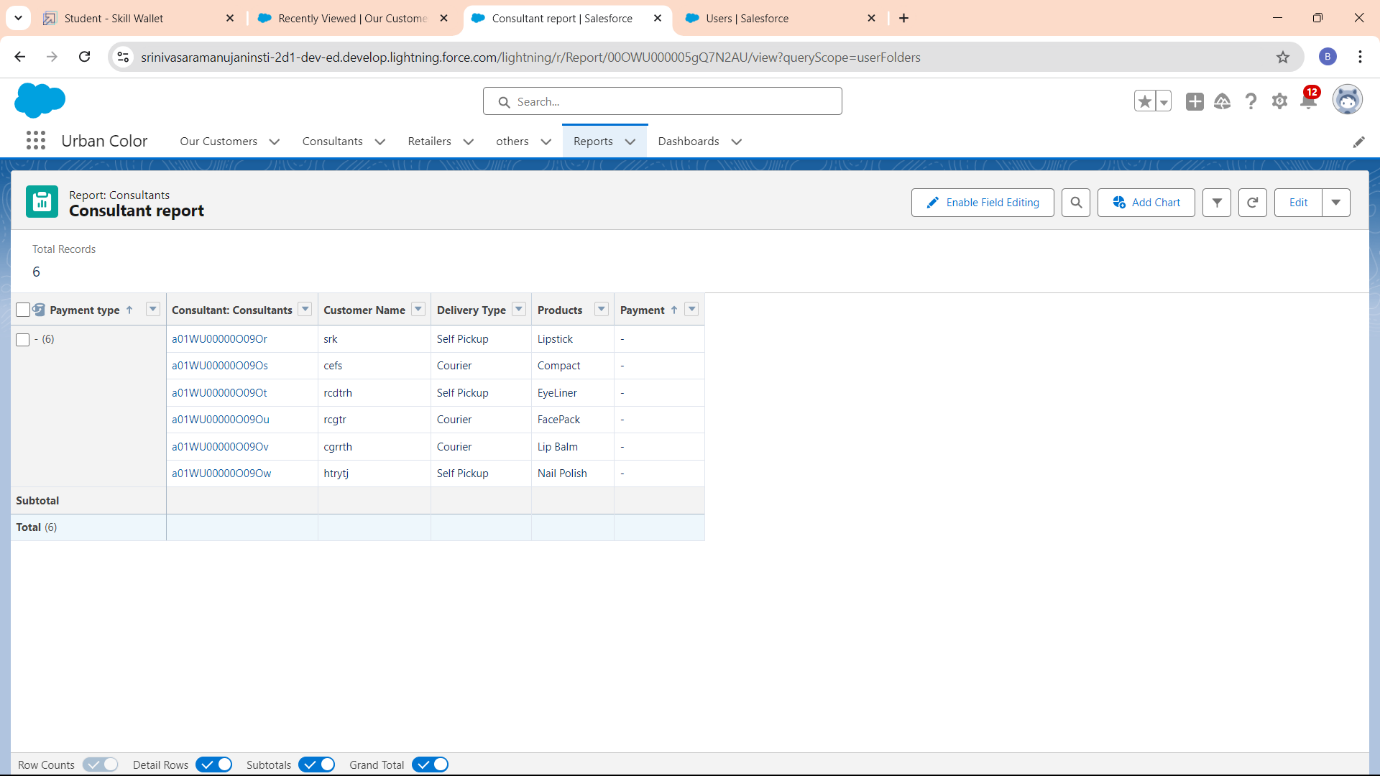 Student - Skill Wallet
Recently Viewed | Our Custome
Consultant report | Salesforce
Users | Salesforce
srinivasaramanujaninsti-2d1-dev-ed.develop.lightning.force.com/lightning/r/Report/00OWU000005gQ7N2AU/view?queryScope=userFolders
B
Search...
12
Urban Color
Our Customers
Consultants
Retailers
others
Reports
Dashboards
Report: Consultants
Consultant report
Enable Field Editing
Add Chart
Edit
Total Records
6
Payment type ↑ Consultant: Consultants Customer Name Delivery Type Products Payment ↑
- (6) a01WU00000O09Or srk Self Pickup Lipstick -
a01WU00000O09Os cefs Courier Compact -
a01WU00000O09Ot rcdtrh Self Pickup EyeLiner -
a01WU00000O09Ou rcgtr Courier FacePack -
a01WU00000O09Ov cgrrth Courier Lip Balm -
a01WU00000O09Ow htrytj Self Pickup Nail Polish -
Subtotal
Total (6)
Row Counts Detail Rows Subtotals Grand Total